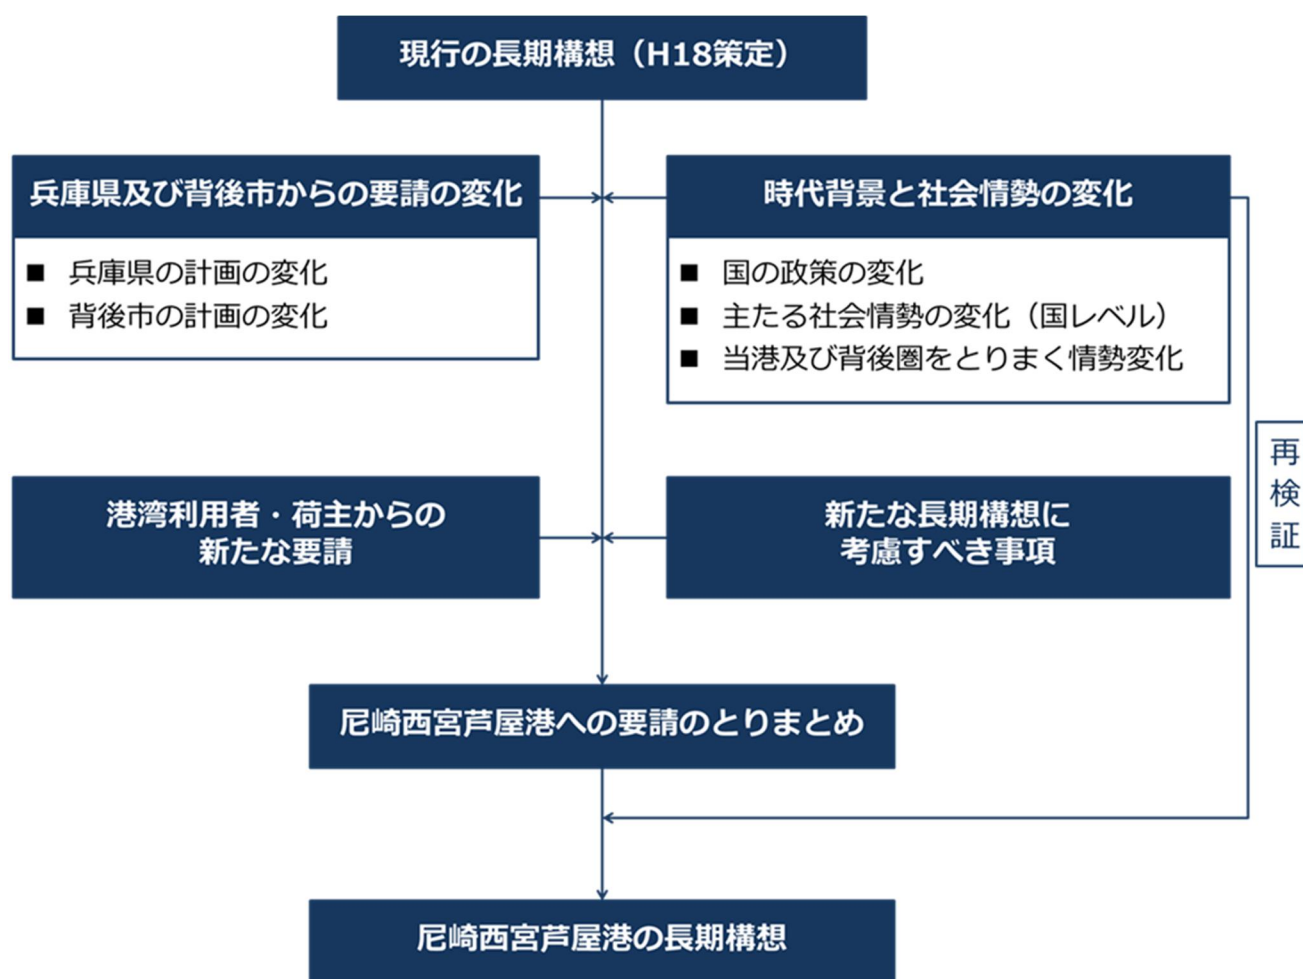 現行の長期構想（H18策定）
兵庫県及び背後市からの要請の変化
■ 兵庫県の計画の変化
■ 背後市の計画の変化
時代背景と社会情勢の変化
■ 国の政策の変化
■ 主たる社会情勢の変化（国レベル）
■ 当港及び背後圏をとりまく情勢変化
再
検
証
港湾利用者・荷主からの
新たな要請
新たな長期構想に
考慮すべき事項
尼崎西宮芦屋港への要請のとりまとめ
尼崎西宮芦屋港の長期構想